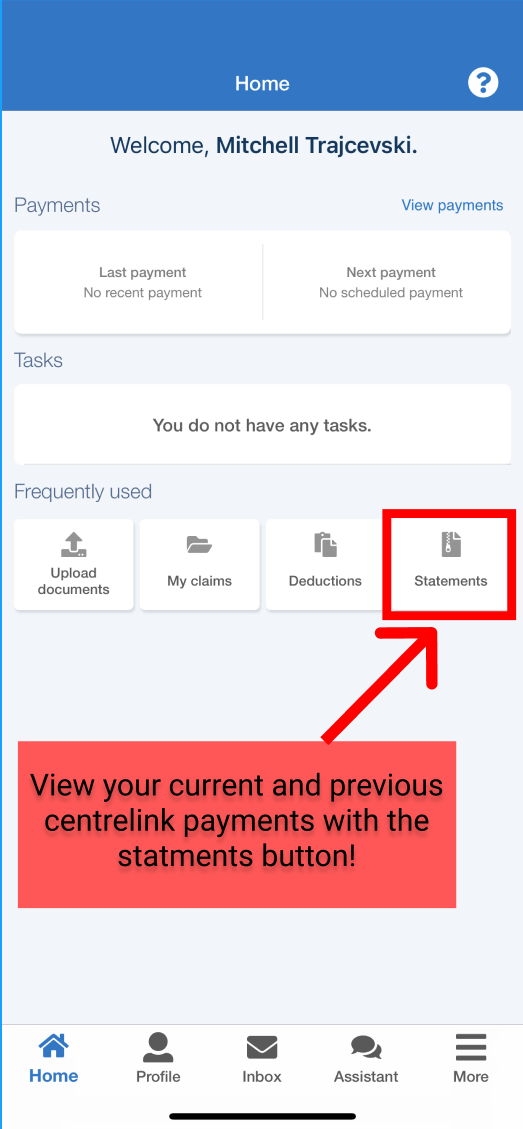 Home
Welcome, Mitchell Trajcevski.
Payments
View payments
Last payment
No recent payment
Next payment
No scheduled payment
Tasks
You do not have any tasks.
Frequently used
Upload
documents
My claims
Deductions
Statements
View your current and previous
centrelink payments with the
statments button!
Home
Profile
Inbox
Assistant
More